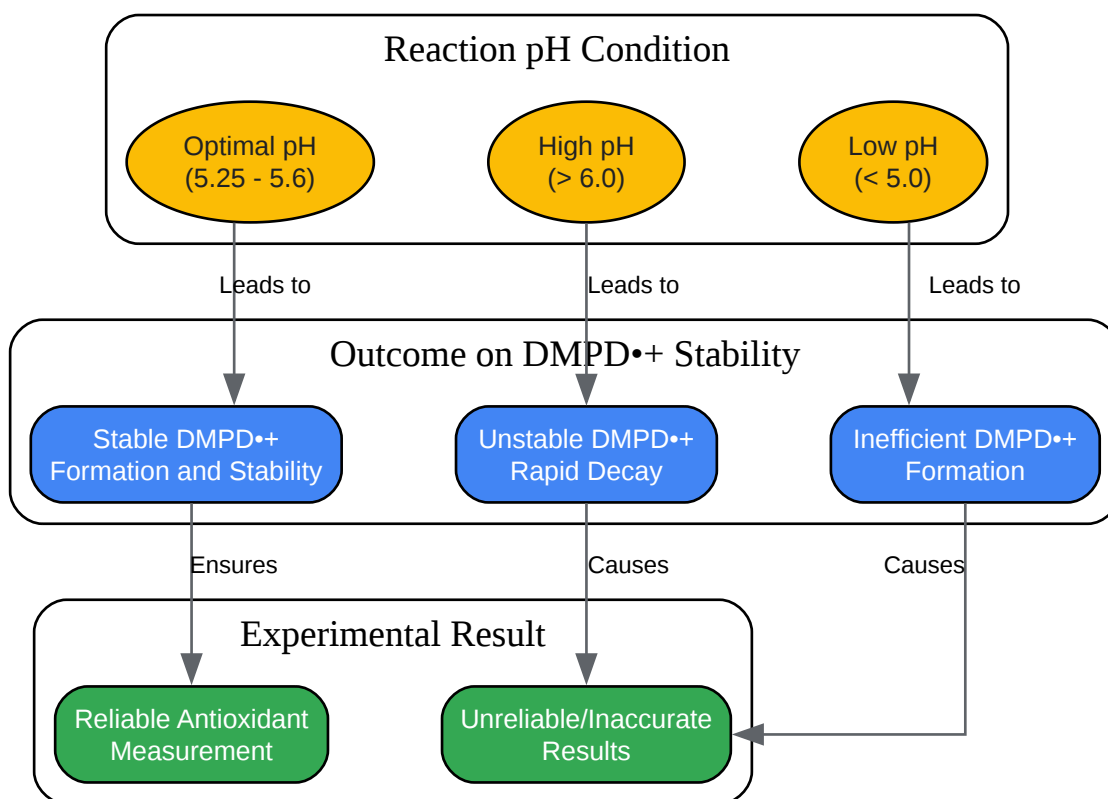 Reaction pH Condition
Optimal pH
(5.25 - 5.6)
High pH
(> 6.0)
Low pH
(< 5.0)
Leads to
Leads to
Leads to
Outcome on DMPD•+ Stability
Stable DMPD•+
Formation and Stability
Unstable DMPD•+
Rapid Decay
Inefficient DMPD•+
Formation
Ensures
Causes
Causes
Experimental Result
Reliable Antioxidant
Measurement
Unreliable/Inaccurate
Results